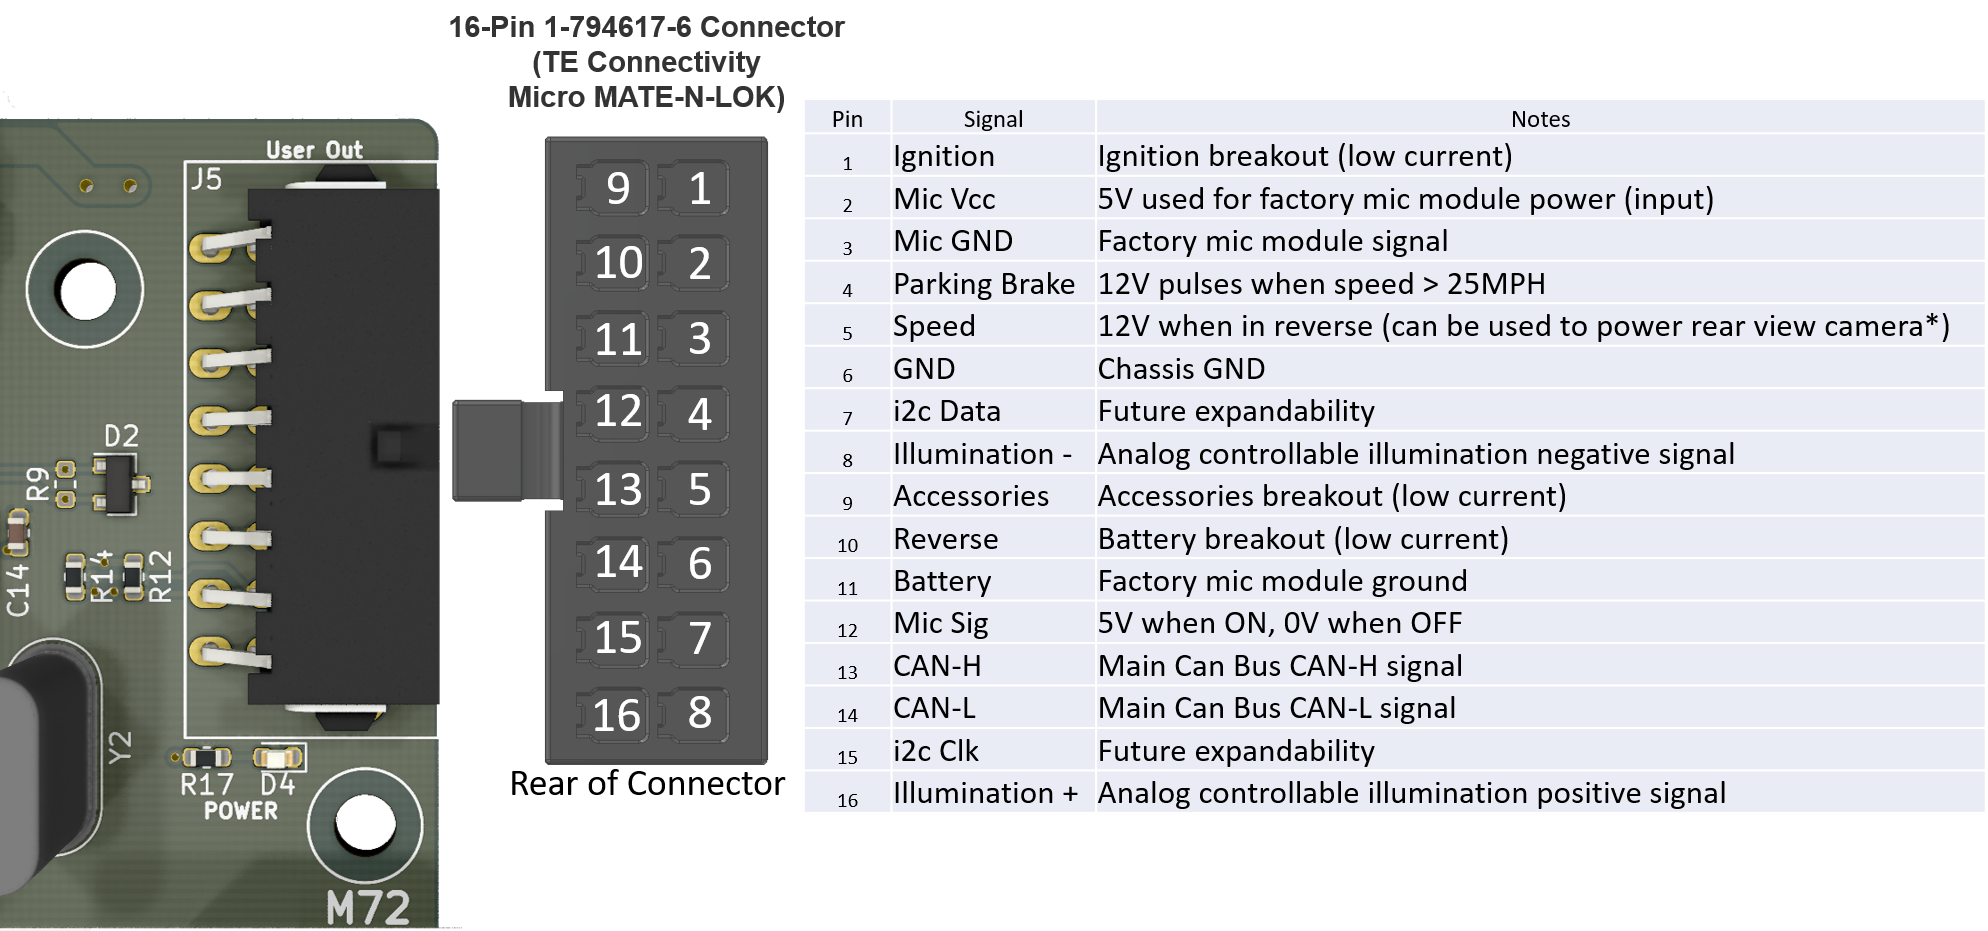 16-Pin 1-794617-6 Connector
(TE Connectivity
Micro MATE-N-LOK)
User Out
J5
D2
R9
C14
R14
R12
Y2
R17 D4
POWER
M72
9 1
10 2
11 3
12 4
13 5
14 6
15 7
16 8
Rear of Connector
Pin Signal Notes
1 Ignition Ignition breakout (low current)
2 Mic Vcc 5V used for factory mic module power (input)
3 Mic GND Factory mic module signal
4 Parking Brake 12V pulses when speed > 25MPH
5 Speed 12V when in reverse (can be used to power rear view camera*)
6 GND Chassis GND
7 i2c Data Future expandability
8 Illumination - Analog controllable illumination negative signal
9 Accessories Accessories breakout (low current)
10 Reverse Battery breakout (low current)
11 Battery Factory mic module ground
12 Mic Sig 5V when ON, 0V when OFF
13 CAN-H Main Can Bus CAN-H signal
14 CAN-L Main Can Bus CAN-L signal
15 i2c Clk Future expandability
16 Illumination + Analog controllable illumination positive signal